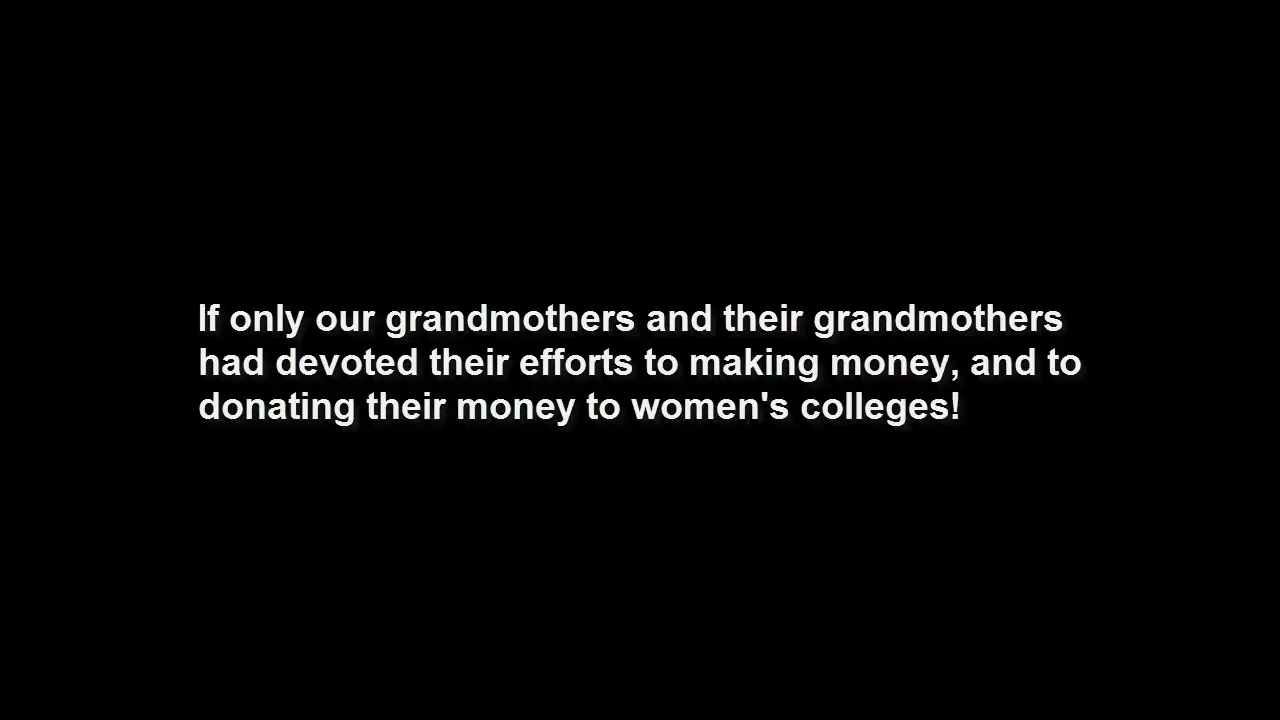 If only our grandmothers and their grandmothers
had devoted their efforts to making money, and to
donating their money to women's colleges!